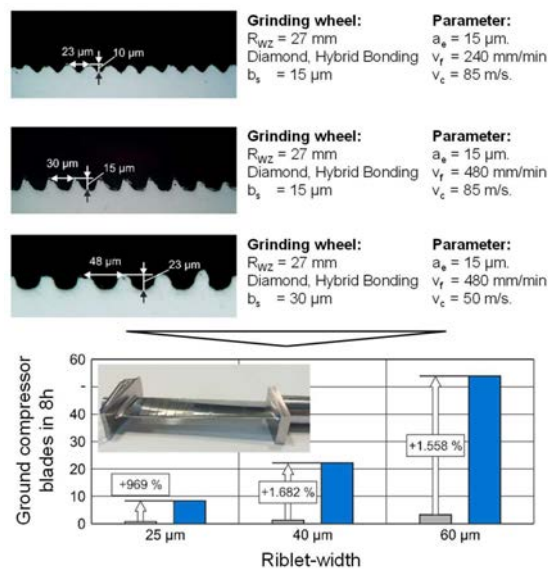 23 µm
10 µm
Grinding wheel:
R_WZ = 27 mm
Diamond, Hybrid Bonding
b_s = 15 µm
Parameter:
a_e = 15 µm.
v_f = 240 mm/min
v_c = 85 m/s.
30 µm
15 µm
Grinding wheel:
R_WZ = 27 mm
Diamond, Hybrid Bonding
b_s = 15 µm
Parameter:
a_e = 15 µm.
v_f = 480 mm/min
v_c = 85 m/s.
48 µm
23 µm
Grinding wheel:
R_WZ = 27 mm
Diamond, Hybrid Bonding
b_s = 30 µm
Parameter:
a_e = 15 µm.
v_f = 480 mm/min
v_c = 50 m/s.
Ground compressor
blades in 8h
60
-
40
30
20
10
0
+969 %
+1.682 %
+1.558 %
25 µm
40 µm
60 µm
Riblet-width